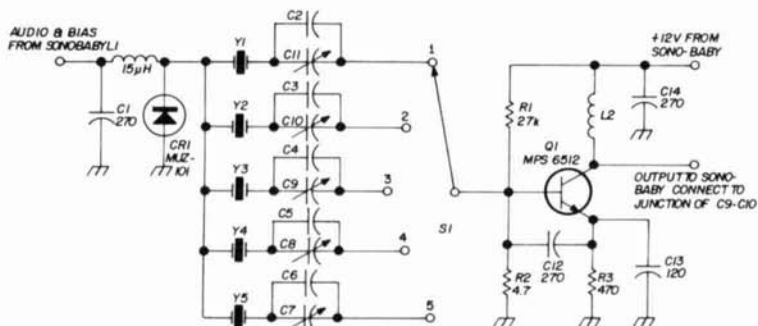 AUDIO & BIAS
FROM SONOBABYL1
15µH
C1
270
CR1
MUZ-
101
Y1
C2
C11
1
Y2
C3
C10
2
Y3
C4
C9
3
Y4
C5
C8
4
Y5
C6
C7
5
S1
R1
27k
R2
4.7
C12
270
Q1
MPS 6512
R3
470
C13
120
L2
C14
270
+12V FROM
SONO-BABY
OUTPUT TO SONO-
BABY CONNECT TO
JUNCTION OF C9-C10